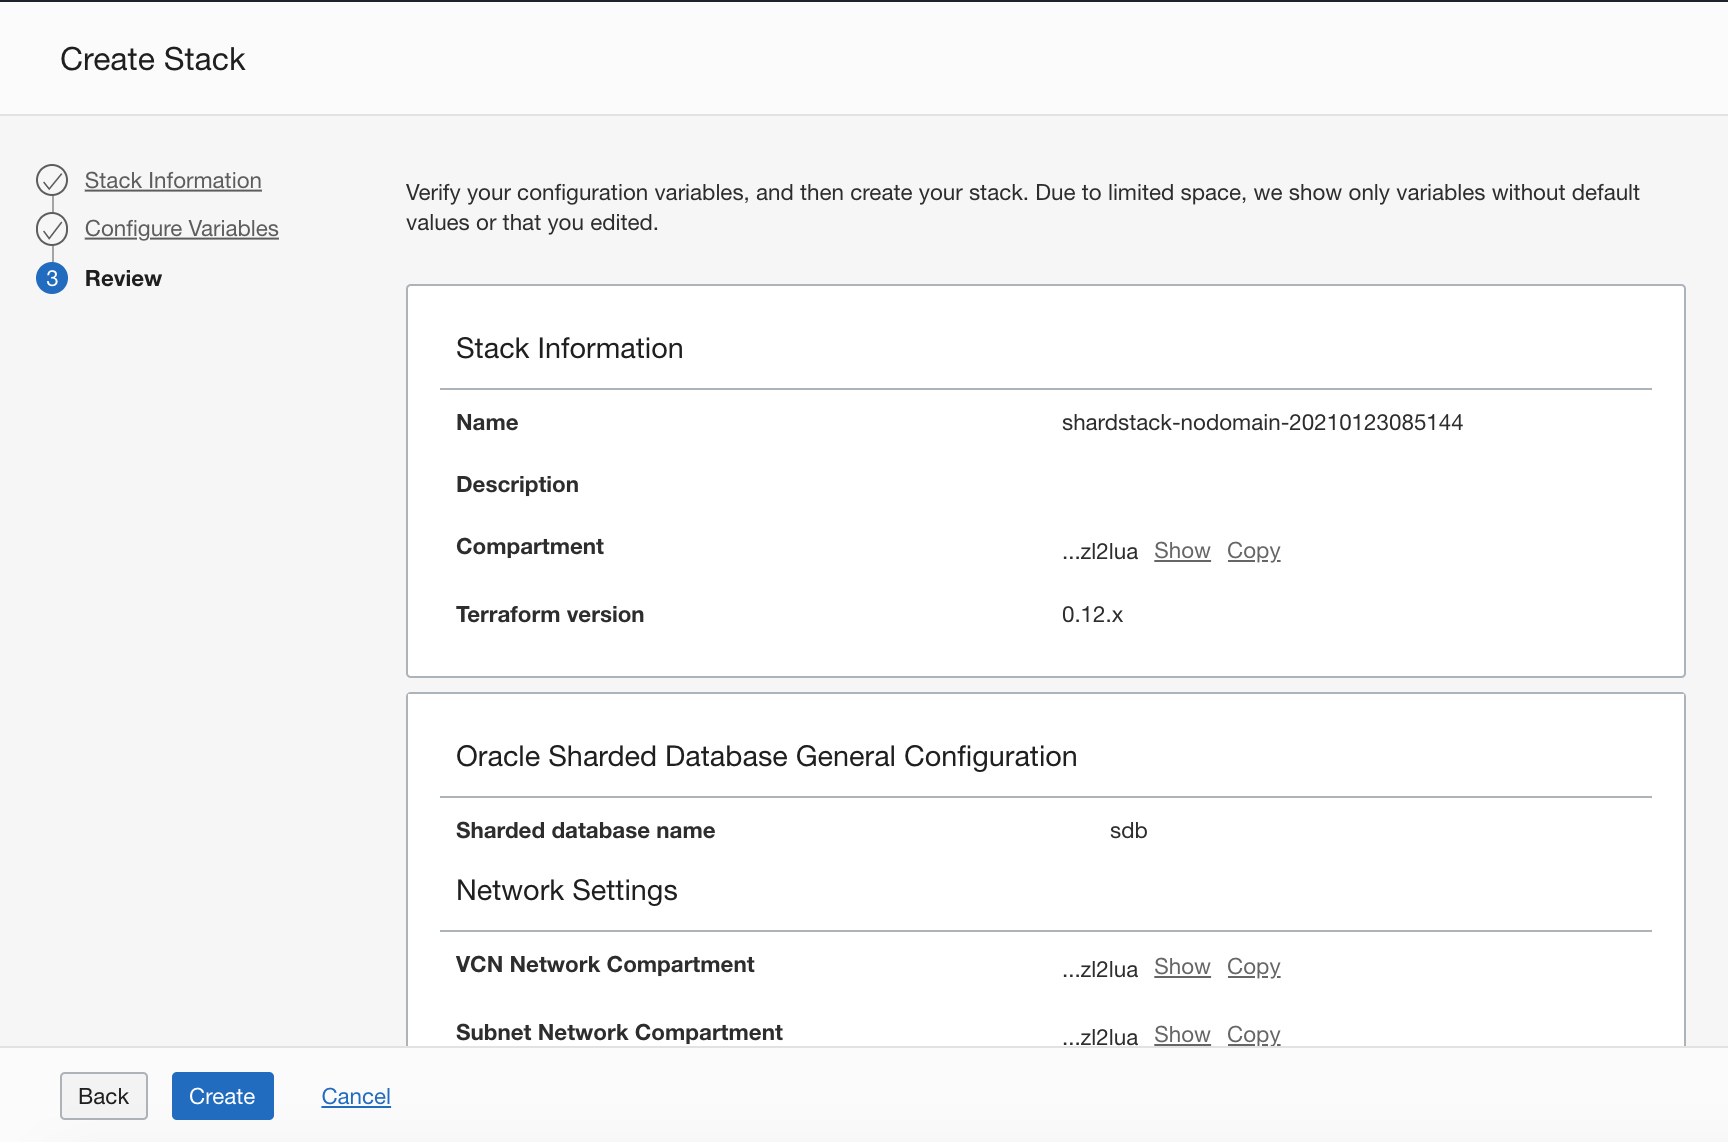 Create Stack
Stack Information
Configure Variables
3 Review
Verify your configuration variables, and then create your stack. Due to limited space, we show only variables without default
values or that you edited.
Stack Information
Name shardstack-nodomain-20210123085144
Description
Compartment ...zl2lua Show Copy
Terraform version 0.12.x
Oracle Sharded Database General Configuration
Sharded database name sdb
Network Settings
VCN Network Compartment ...zl2lua Show Copy
Subnet Network Compartment ...zl2lua Show Copy
Back Create Cancel